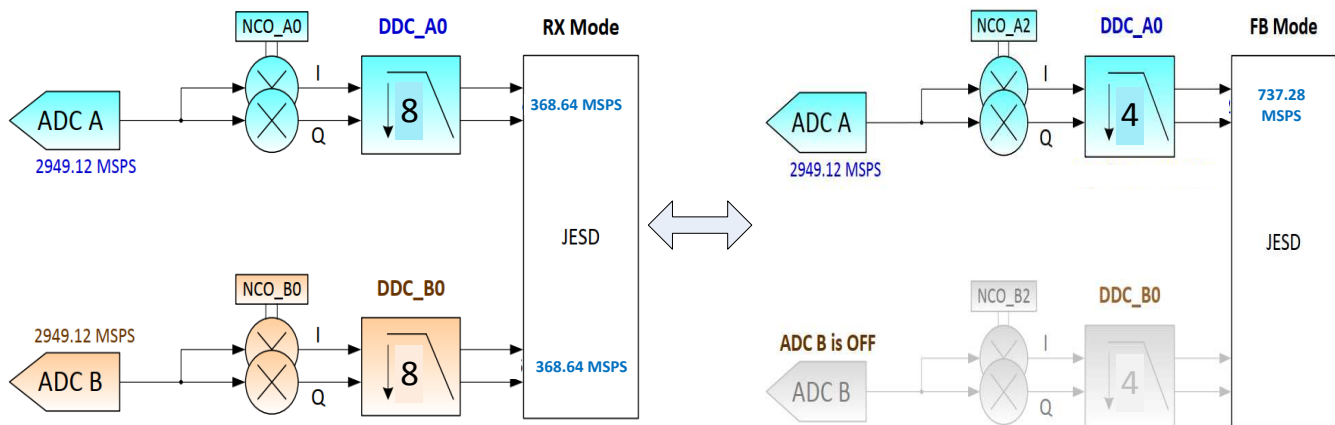 NCO_A0
DDC_A0
RX Mode
I
ADC A
8
368.64 MSPS
Q
2949.12 MSPS
JESD
NCO_B0
DDC_B0
2949.12 MSPS
I
ADC B
8
368.64 MSPS
Q
NCO_A2
DDC_A0
FB Mode
I
ADC A
4
737.28
MSPS
Q
2949.12 MSPS
JESD
NCO_B2
DDC_B0
ADC B is OFF
I
ADC B
4
Q